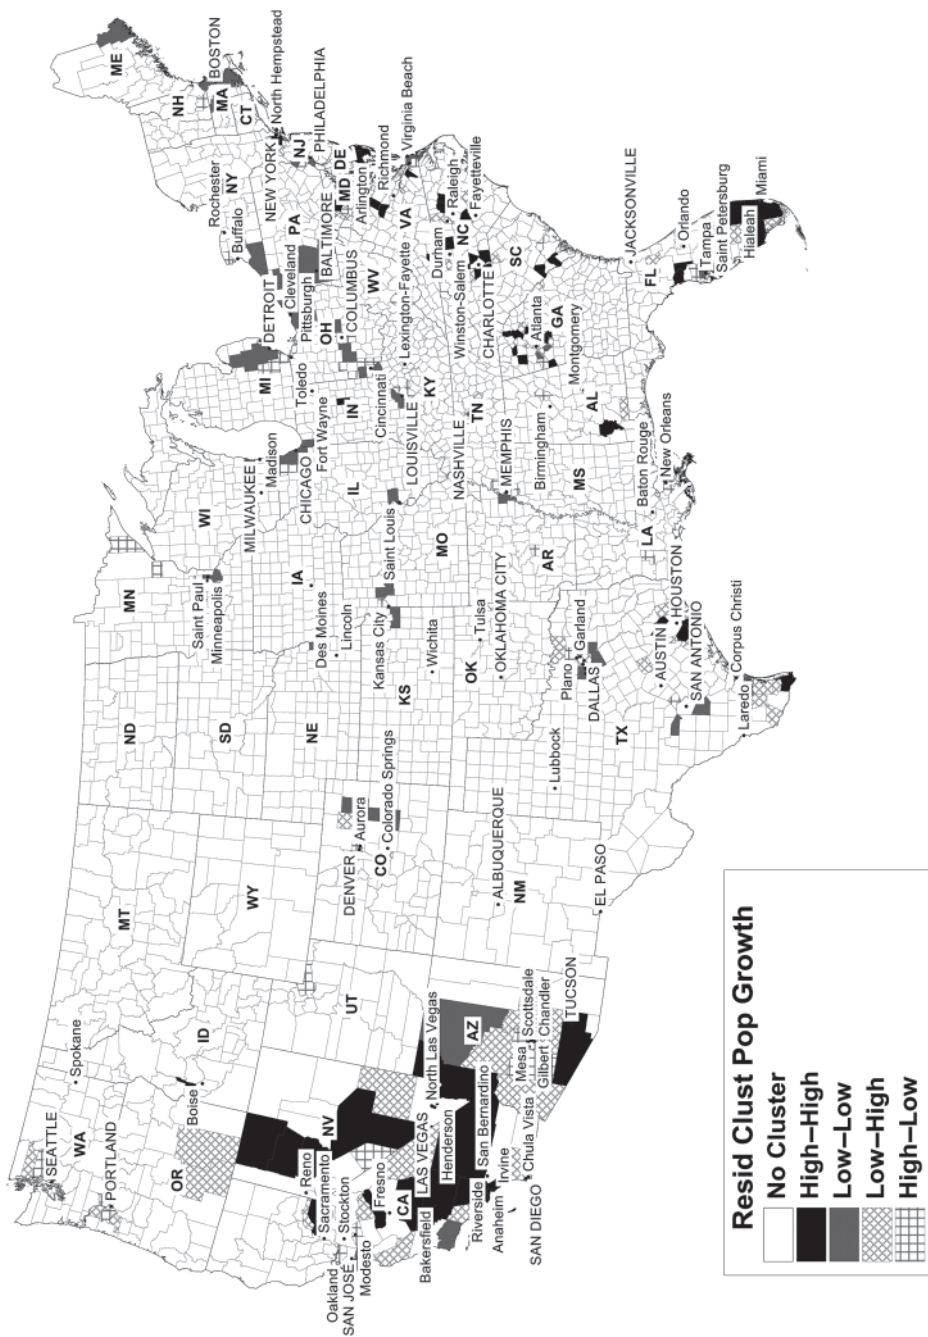 SEATTLE
WA
Spokane
PORTLAND
OR
Boise
ID
MT
WY
ND
SD
NE
MN
Saint Paul
Minneapolis
WI
MILWAUKEE
Madison
CHICAGO
IA
Des Moines
Lincoln
IL
MI
DETROIT
Toledo
Fort Wayne
IN
OH
Cleveland
Pittsburgh
COLUMBUS
Cincinnati
PA
NY
Rochester
Buffalo
NEW YORK
North Hempstead
NJ
PHILADELPHIA
CT
MA
BOSTON
NH
ME
BALTIMORE
MD
DE
Arlington
Richmond
Virginia Beach
VA
WV
Lexington-Fayette
LOUISVILLE
KY
Reno
Sacramento
Stockton
Oakland
SAN JOSE
Modesto
Fresno
CA
NV
LAS VEGAS
North Las Vegas
Henderson
Bakersfield
San Bernardino
Riverside
Anaheim
Irvine
Chula Vista
SAN DIEGO
UT
AZ
Mesa
Scottsdale
Gilbert
Chandler
TUCSON
DENVER
Aurora
CO
Colorado Springs
ALBUQUERQUE
NM
EL PASO
KS
Kansas City
Wichita
Saint Louis
MO
OK
Tulsa
OKLAHOMA CITY
AR
Lubbock
TX
Plano
Garland
DALLAS
AUSTIN
HOUSTON
SAN ANTONIO
Corpus Christi
Laredo
LA
Baton Rouge
New Orleans
NASHVILLE
TN
MEMPHIS
MS
AL
Birmingham
Montgomery
Atlanta
GA
Winston-Salem
Durham
Raleigh
NC
Fayetteville
CHARLOTTE
SC
JACKSONVILLE
FL
Orlando
Tampa
Saint Petersburg
Hialeah
Miami
Resid Clust Pop Growth
No Cluster
High–High
Low–Low
Low–High
High–Low